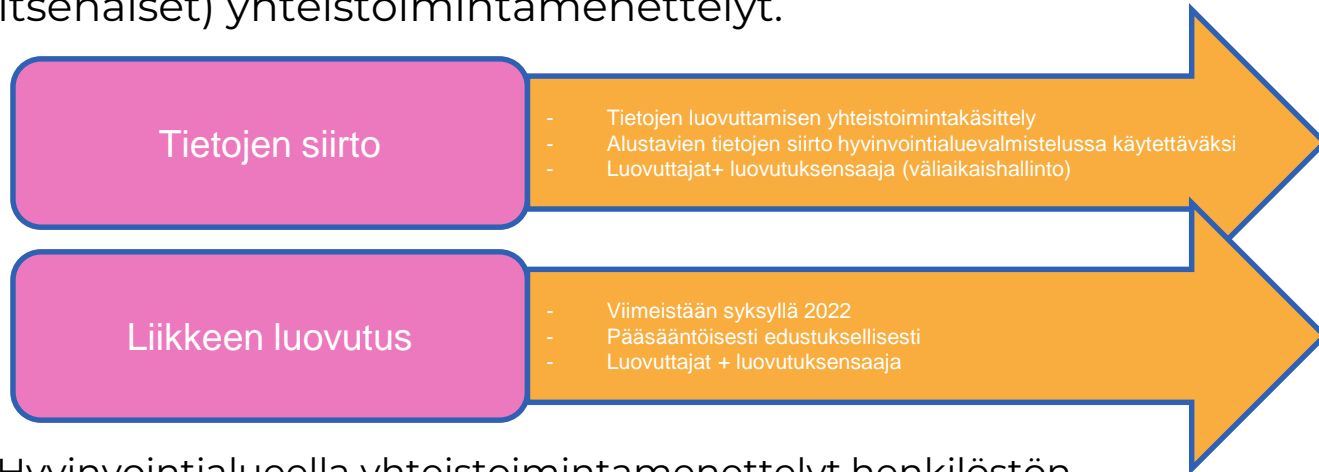 itsenäiset) yhteistoimintamenettelyt.
Tietojen siirto
- Tietojen luovuttamisen yhteistoimintakäsittely
- Alustavien tietojen siirto hyvinvointialuevalmistelussa käytettäväksi
- Luovuttajat+ luovutuksensaaja (väliaikaishallinto)
Liikkeen luovutus
- Viimeistään syksyllä 2022
- Pääsääntöisesti edustuksellisesti
- Luovuttajat + luovutuksensaaja
Hyvinvointialueella yhteistoimintamenettelyt henkilöstön